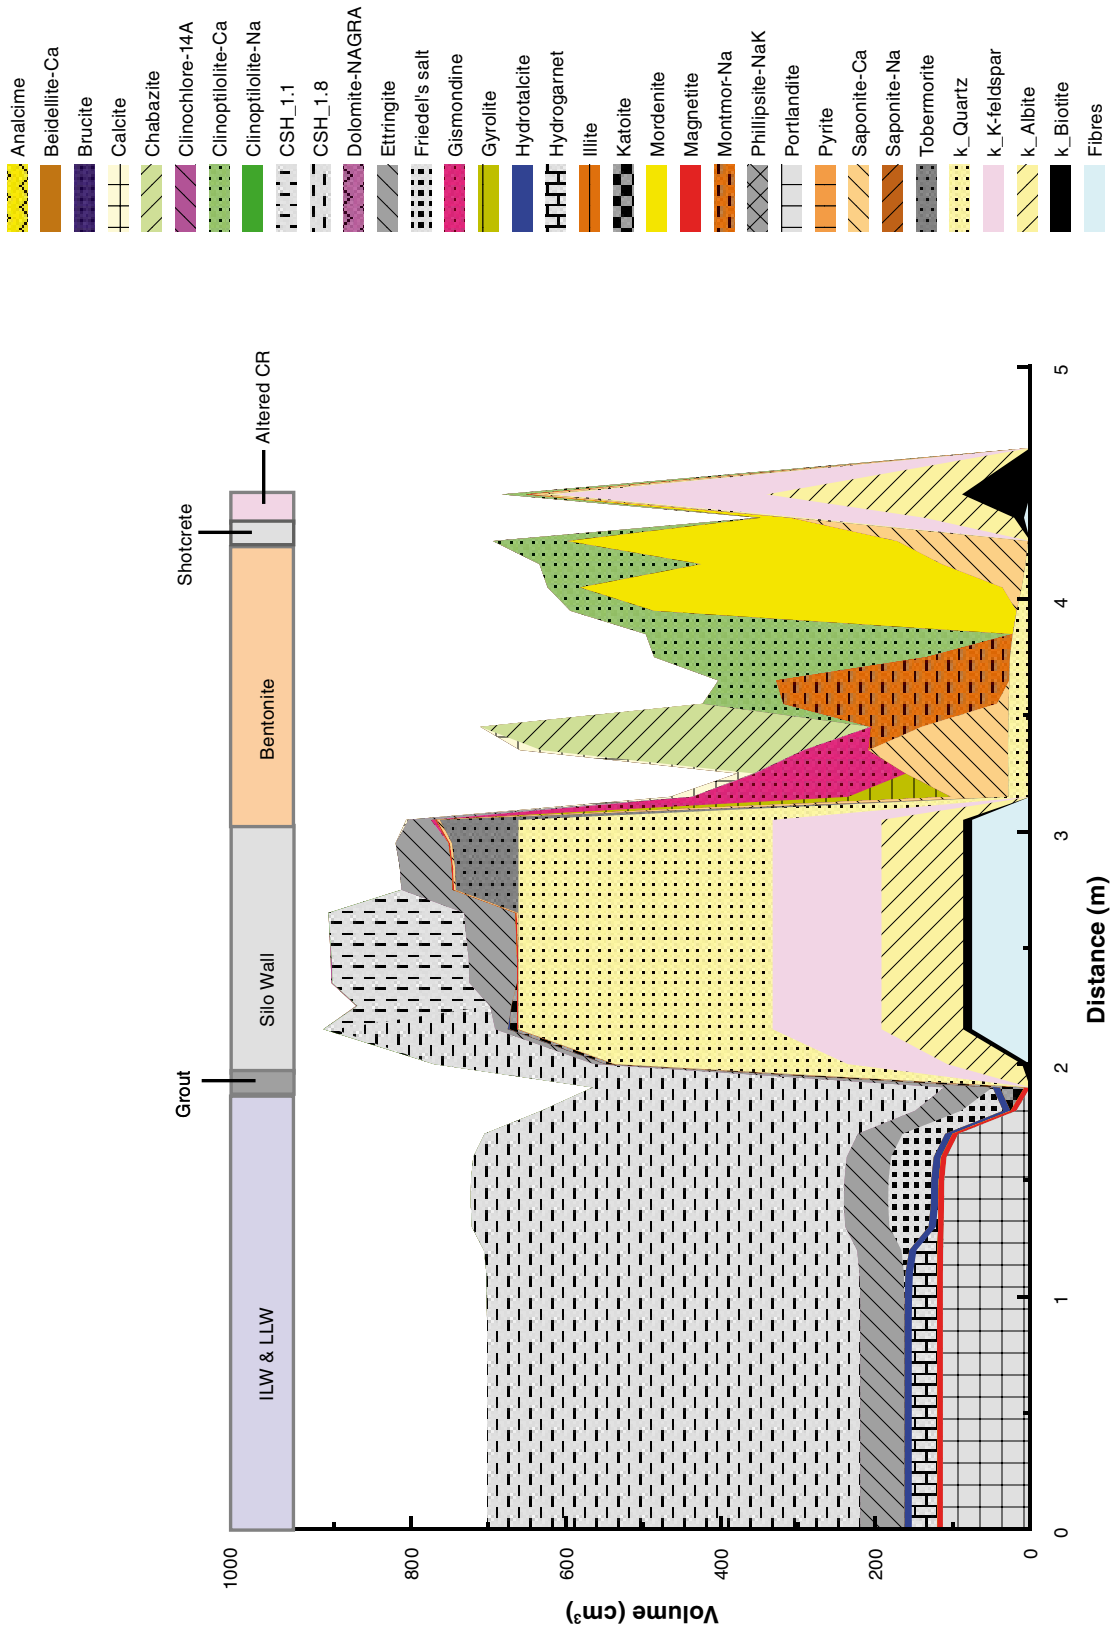 Analcime
Beidellite-Ca
Brucite
Calcite
Chabazite
Clinochlore-14A
Clinoptilolite-Ca
Clinoptilolite-Na
CSH_1.1
CSH_1.8
Dolomite-NAGRA
Ettringite
Friedel's salt
Gismondine
Gyrolite
Hydrotalcite
Hydrogarnet
Illite
Katoite
Mordenite
Magnetite
Montmor-Na
Phillipsite-NaK
Portlandite
Pyrite
Saponite-Ca
Saponite-Na
Tobermorite
k_Quartz
k_K-feldspar
k_Albite
k_Biotite
Fibres
ILW & LLW
Grout
Silo Wall
Bentonite
Shotcrete
Altered CR
Volume (cm³)
1000
800
600
400
200
0
0
1
2
3
4
5
Distance (m)